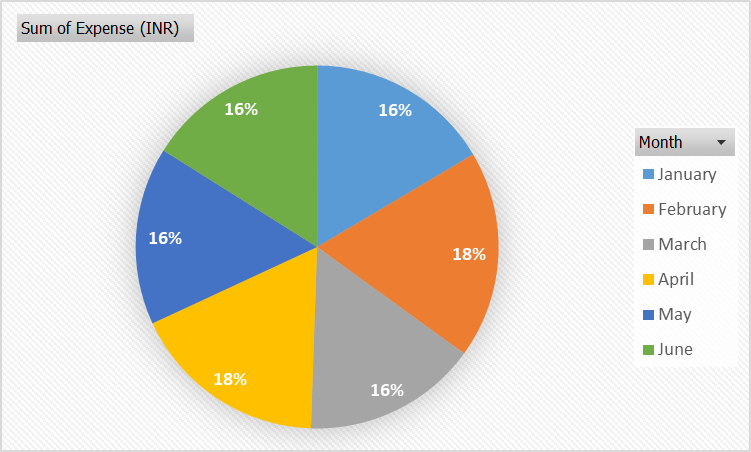 Sum of Expense (INR)
16%
16%
18%
16%
18%
16%
Month
January
February
March
April
May
June